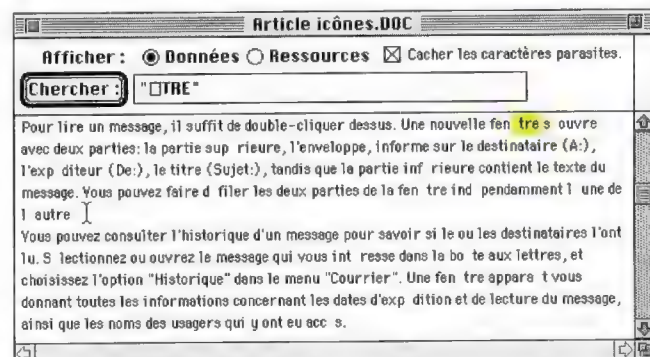 Article icônes.DOC
Afficher : Données Ressources Cacher les caractères parasites.
Chercher : "□TRE"
Pour lire un message, il suffit de double-cliquer dessus. Une nouvelle fen tre s ouvre
avec deux parties: la partie sup rieure, l'enveloppe, informe sur le destinataire (A:),
l'exp diteur (De:), le titre (Sujet:), tandis que la partie inf rieure contient le texte du
message. Vous pouvez faire d filer les deux parties de la fen tre ind pendamment l une de
l autre
Vous pouvez consulter l'historique d'un message pour savoir si le ou les destinataires l'ont
lu. S lectionnez ou ouvrez le message qui vous int resse dans la bo te aux lettres, et
choisissez l'option "Historique" dans le menu "Courrier". Une fen tre appara t vous
donnant toutes les informations concernant les dates d'exp dition et de lecture du message,
ainsi que les noms des usagers qui y ont eu acc s.